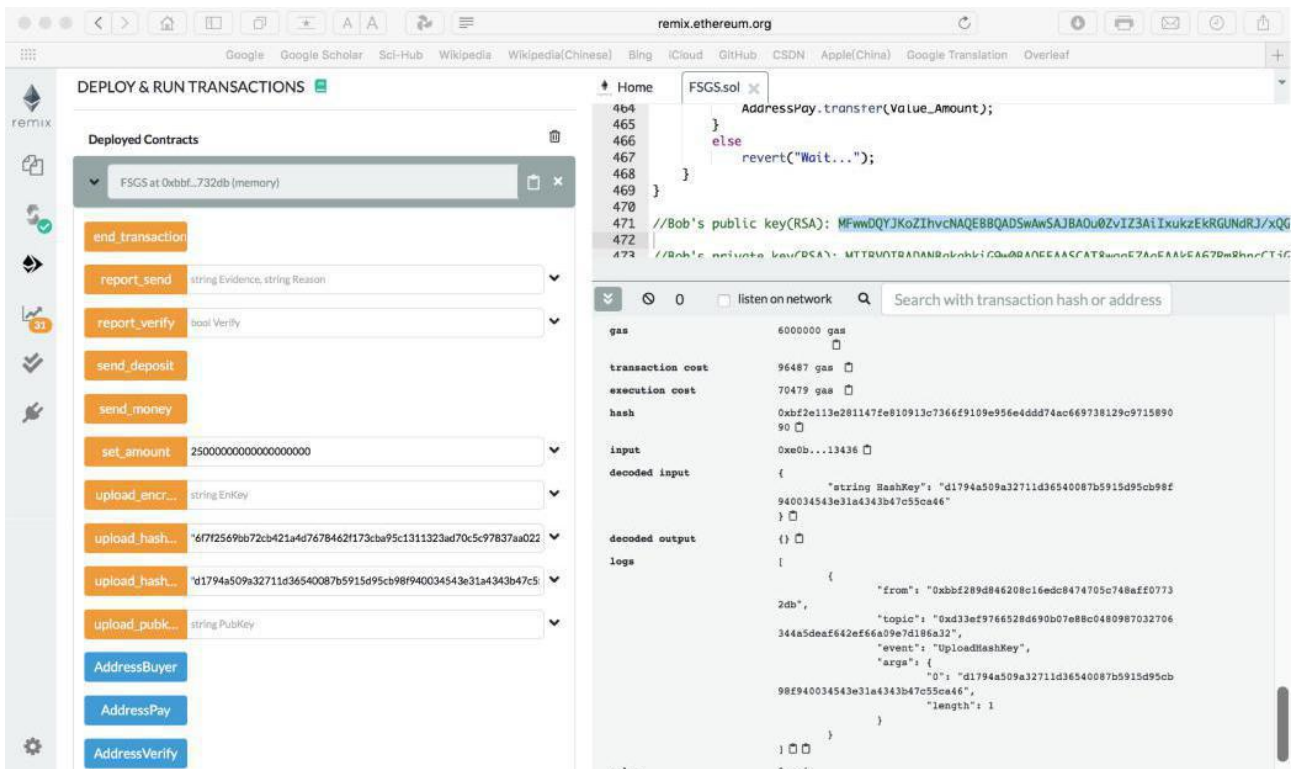 remix.ethereum.org
Google Google Scholar Sci-Hub Wikipedia Wikipedia(Chinese) Bing iCloud GitHub CSDN Apple(China) Google Translation Overleaf
remix
31
DEPLOY & RUN TRANSACTIONS
Deployed Contracts
FSGS at 0xbbf...732db (memory)
end_transaction
report_send string Evidence, string Reason
report_verify bool Verify
send_deposit
send_money
set_amount
upload_encr... string EnKey
upload_hash... "6f7f2569bb72cb421a4d7678462f173cba95c1311323ad70c5c97837aa022
upload_hash... "d1794a509a32711d36540087b5915d95cb98f940034543e31a4343b47c5
upload_pubk... string PubKey
AddressBuyer
AddressPay
AddressVerify
Home FSGS.sol
464 AddressPay.transfer(Value_Amount);
465 }
466 else
467 revert("Wait...");
468 }
469 }
470
471 //Bob's public key(RSA):
472
473 //Bob's private key(RSA):
0 listen on network Search with transaction hash or address
gas 6000000 gas
transaction cost 96487 gas
execution cost 70479 gas
hash 0xbf2e113e281147fe810913c7366f9109e956e4ddd74ac669738129c9715890
90
input 0xe0b...13436
decoded input {
"string HashKey": "d1794a509a32711d36540087b5915d95cb98f
940034543e31a4343b47c55ca46"
}
decoded output {}
logs [
{
"from": "0xbbf289d846208c16edc8474705c748aff0773
2db",
"topic": "0xd33ef9766528d690b07e88c0480987032706
344a5deaf642ef66a09e7d186a32",
"event": "UploadHashKey",
"args": {
"0": "d1794a509a32711d36540087b5915d95cb
98f940034543e31a4343b47c55ca46",
"length": 1
}
}
]